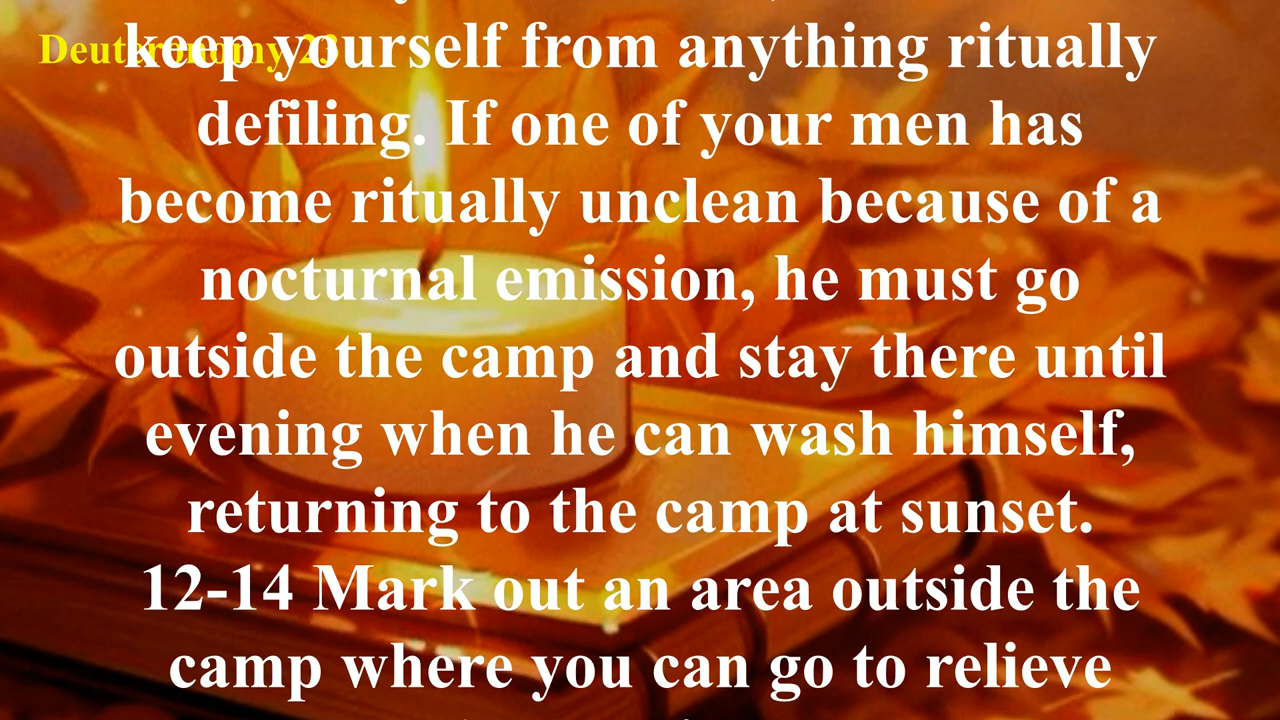 Deuteronomy 23
keep yourself from anything ritually
defiling. If one of your men has
become ritually unclean because of a
nocturnal emission, he must go
outside the camp and stay there until
evening when he can wash himself,
returning to the camp at sunset.
12-14 Mark out an area outside the
camp where you can go to relieve